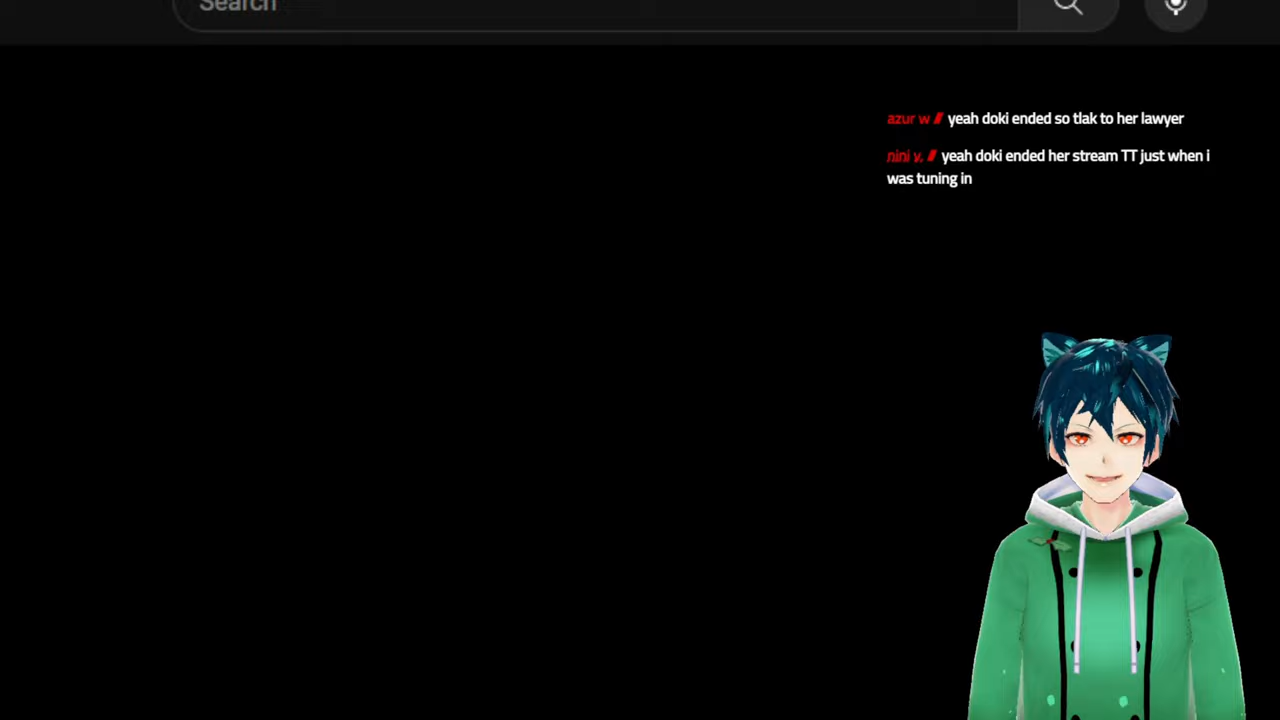 Search
azur w // yeah doki ended so tlak to her lawyer
nini y. // yeah doki ended her stream TT just when i
was tuning in